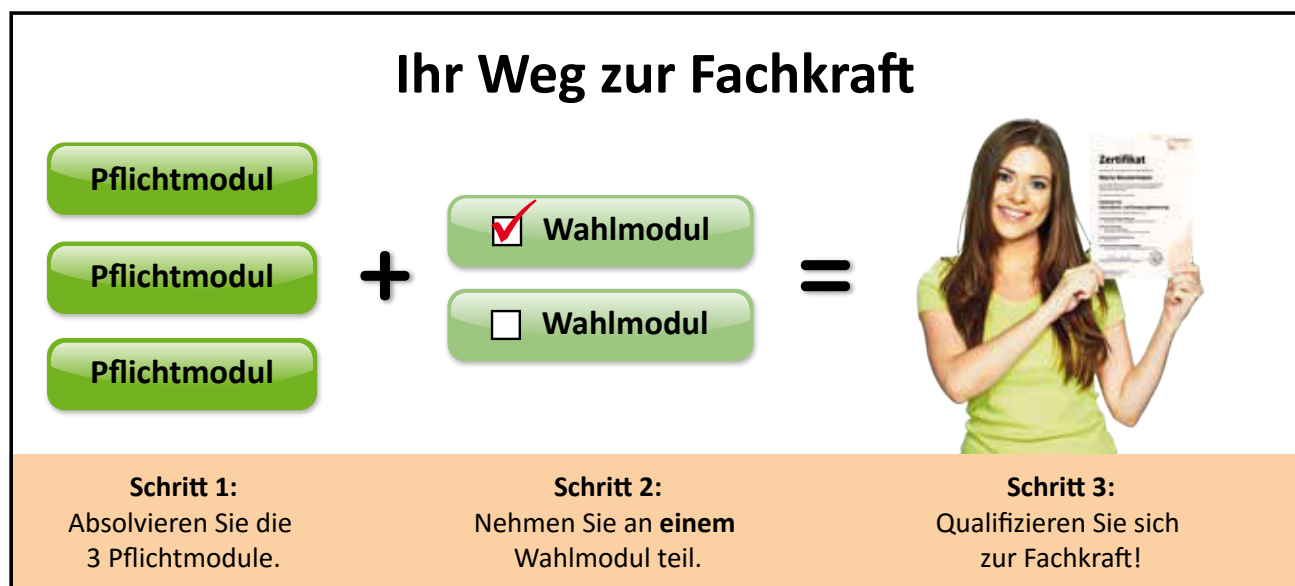 Ihr Weg zur Fachkraft
Pflichtmodul
Pflichtmodul
Pflichtmodul
+
Wahlmodul
Wahlmodul
=
Zertifikat
Schritt 1:
Absolvieren Sie die
3 Pflichtmodule.
Schritt 2:
Nehmen Sie an einem
Wahlmodul teil.
Schritt 3:
Qualifizieren Sie sich
zur Fachkraft!